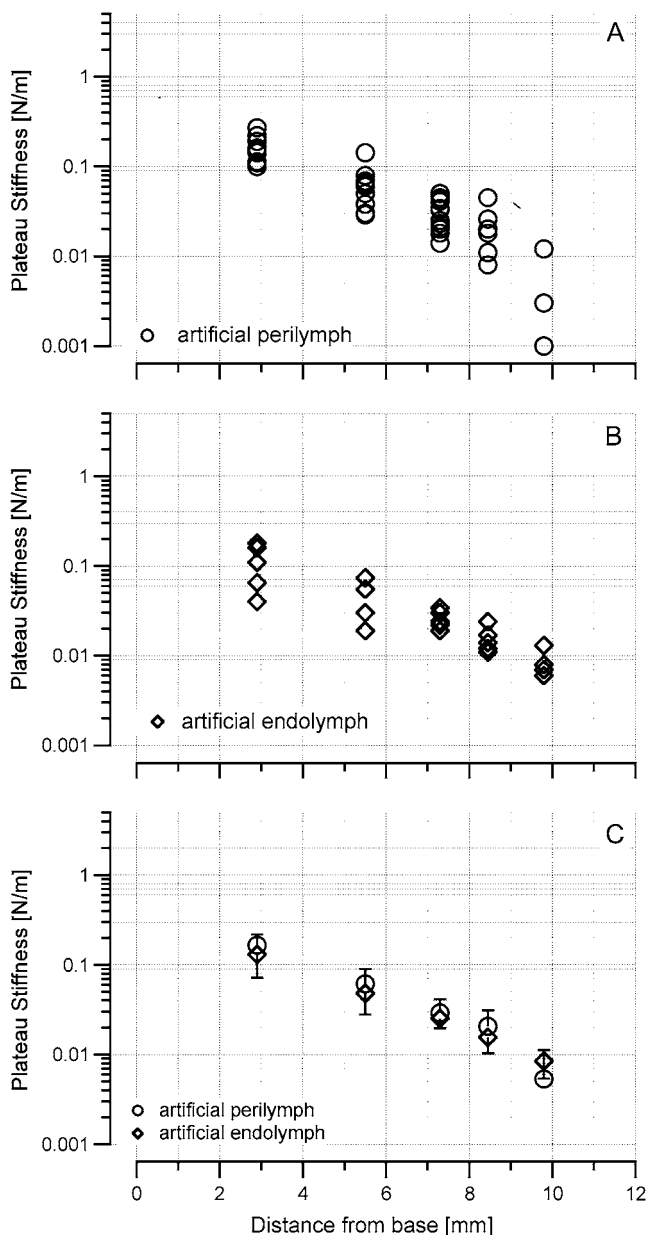 A
Plateau Stiffness [N/m]
1
0.1
0.01
0.001
artificial perilymph
B
Plateau Stiffness [N/m]
1
0.1
0.01
0.001
artificial endolymph
C
Plateau Stiffness [N/m]
1
0.1
0.01
0.001
artificial perilymph
artificial endolymph
0 2 4 6 8 10 12
Distance from base [mm]